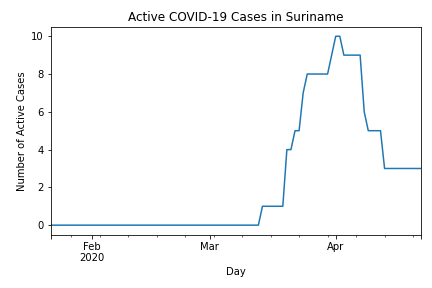 Active COVID-19 Cases in Suriname
Number of Active Cases
10
8
6
4
2
0
Feb
2020
Mar
Apr
Day